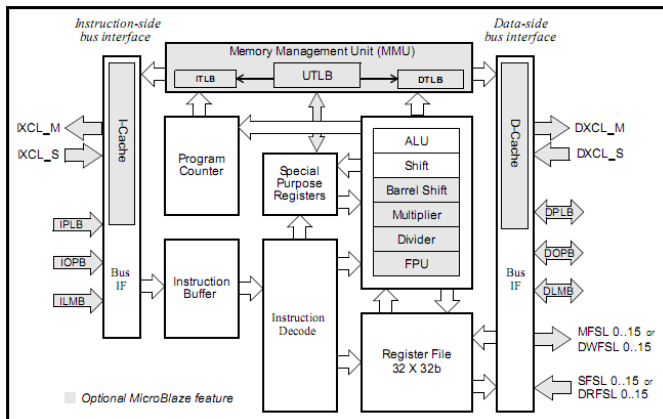 Instruction-side
bus interface
Data-side
bus interface
Memory Management Unit (MMU)
ITLB
UTLB
DTLB
I-Cache
D-Cache
IXCL_M
IXCL_S
IPLB
IOPB
ILMB
Bus
IF
Program
Counter
Special
Purpose
Registers
ALU
Shift
Barrel Shift
Multiplier
Divider
FPU
Instruction
Buffer
Instruction
Decode
Register File
32 X 32b
Bus
IF
DXCL_M
DXCL_S
DPLB
DOPB
DLMB
MFSL 0..15 or
DWFSL 0..15
SFSL 0..15 or
DRFSL 0..15
Optional MicroBlaze feature